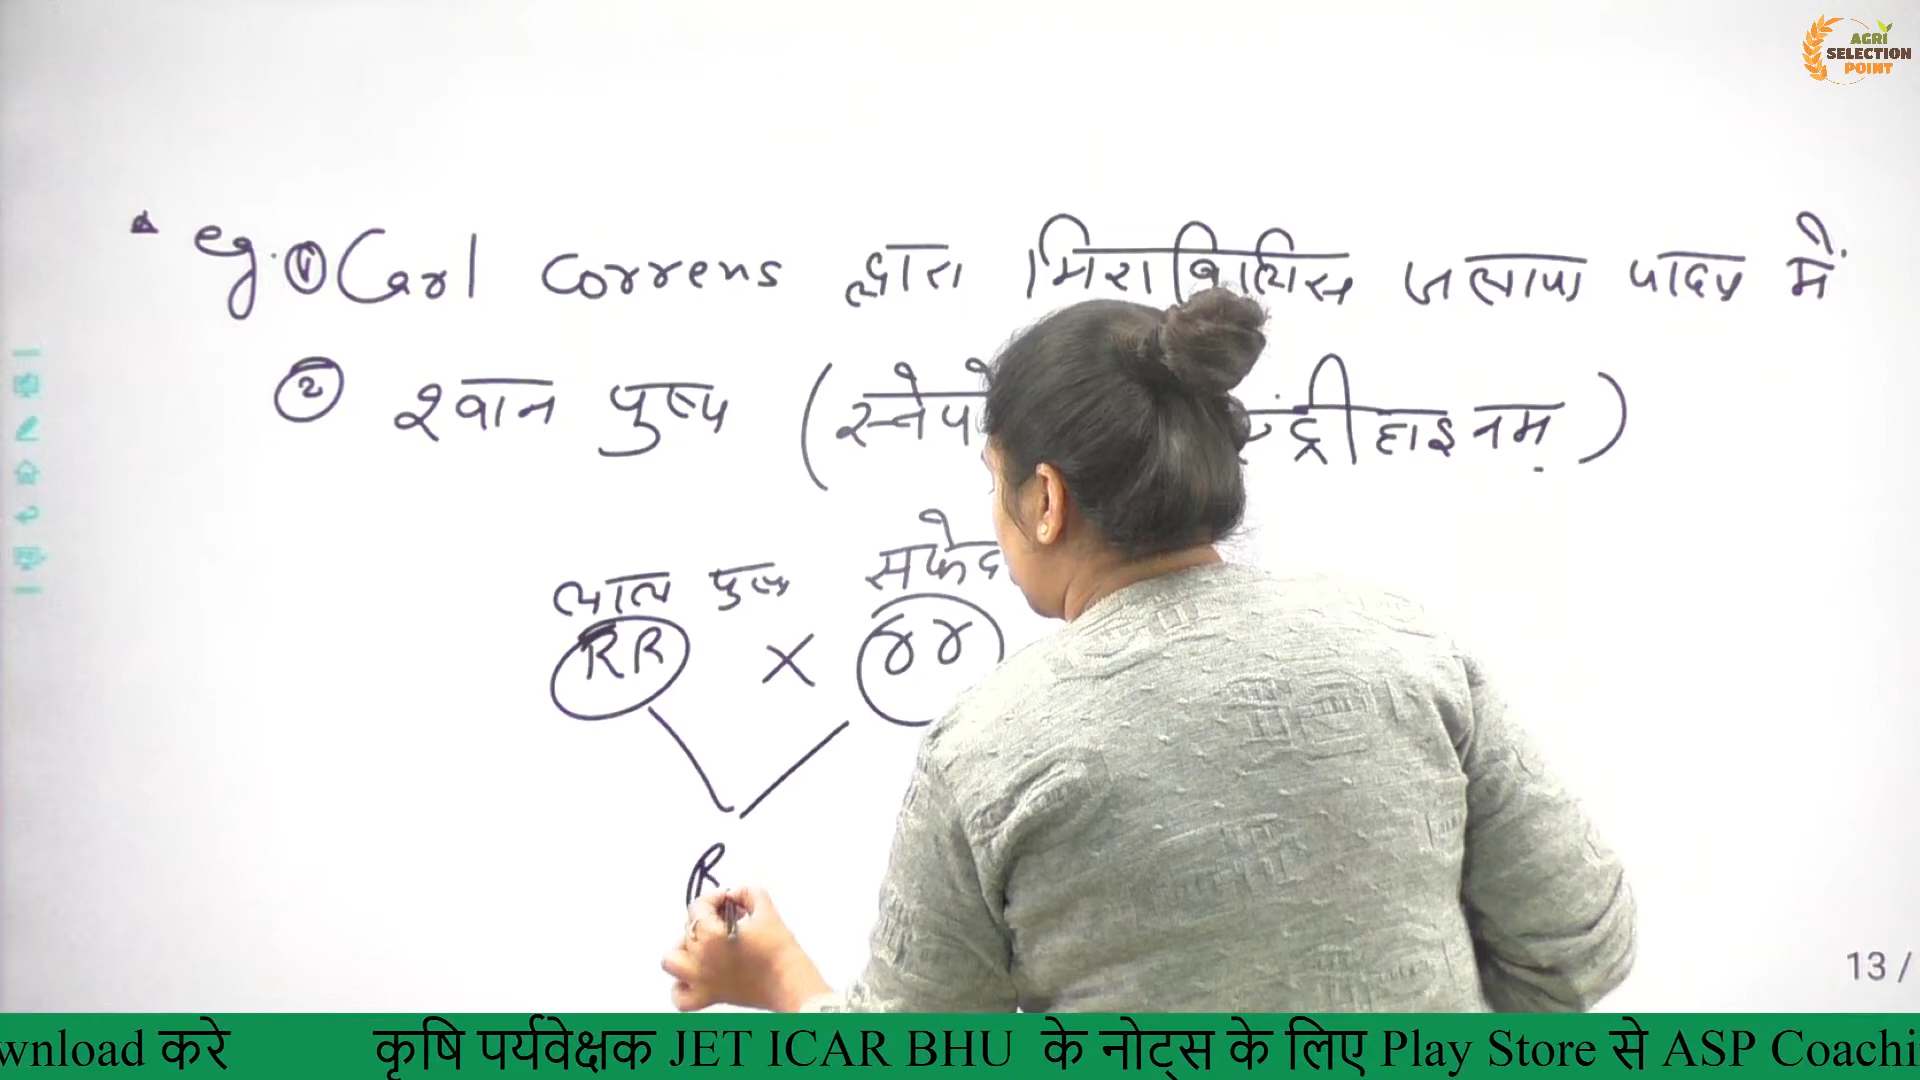 AGRI
SELECTION
POINT
eg. ① Carl Correns द्वारा मिराबिलिस जलापा पादप में
② श्वान पुष्प ( हाइनम )
लाल पुष्प सफेद
RR × rr
R
13 /
wnload करे कृषि पर्यवेक्षक JET ICAR BHU के नोट्स के लिए Play Store से ASP Coachi